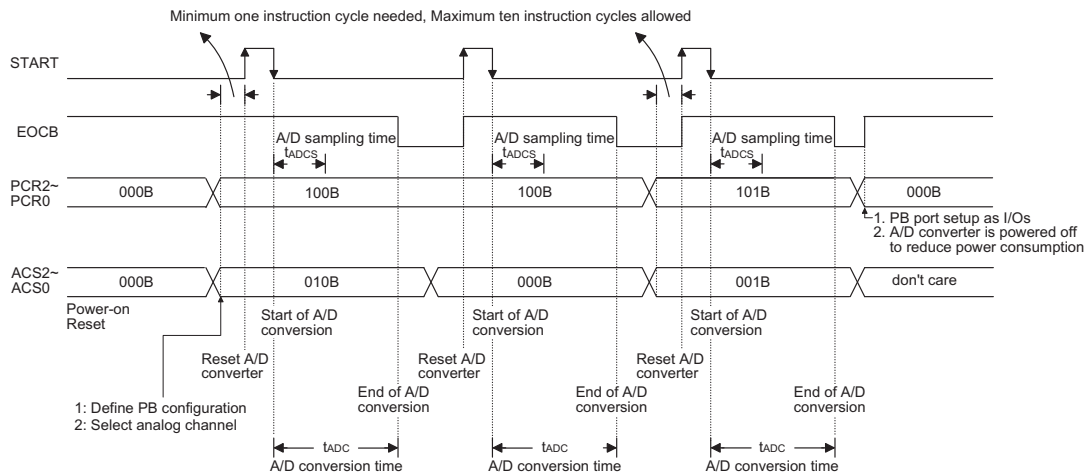 Minimum one instruction cycle needed, Maximum ten instruction cycles allowed
START
EOCB
A/D sampling time
tADCS
A/D sampling time
tADCS
A/D sampling time
tADCS
PCR2~
PCR0
000B
100B
100B
101B
000B
1. PB port setup as I/Os
2. A/D converter is powered off
to reduce power consumption
ACS2~
ACS0
000B
010B
000B
001B
don't care
Power-on
Reset
Start of A/D
conversion
Start of A/D
conversion
Start of A/D
conversion
Reset A/D
converter
Reset A/D
converter
Reset A/D
converter
1: Define PB configuration
2: Select analog channel
End of A/D
conversion
End of A/D
conversion
End of A/D
conversion
tADC
A/D conversion time
tADC
A/D conversion time
tADC
A/D conversion time